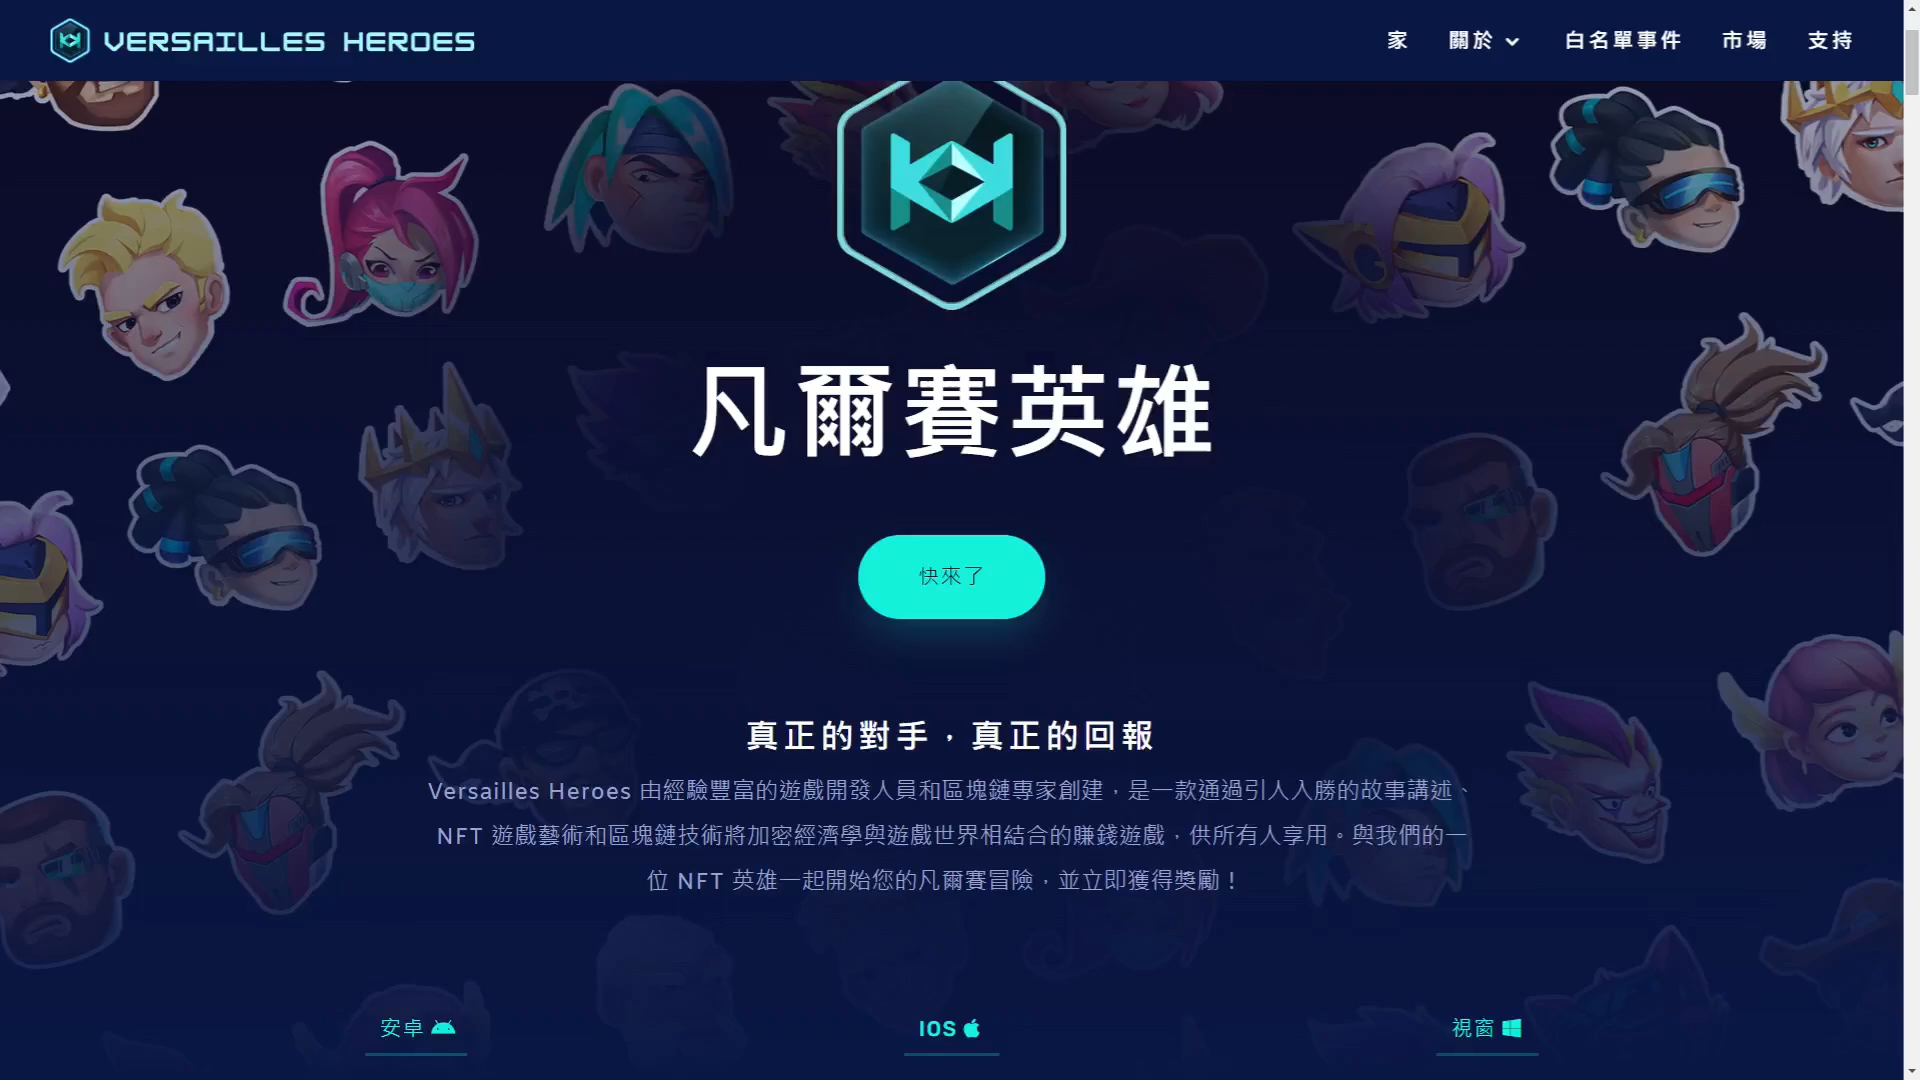 VERSAILLES HEROES
家
關於
白名單事件
市場
支持
凡爾賽英雄
快來了
真正的對手，真正的回報
Versailles Heroes 由經驗豐富的遊戲開發人員和區塊鏈專家創建，是一款通過引人入勝的故事講述、
NFT 遊戲藝術和區塊鏈技術將加密經濟學與遊戲世界相結合的賺錢遊戲，供所有人享用。與我們的一
位 NFT 英雄一起開始您的凡爾賽冒險，並立即獲得獎勵！
安卓
IOS
視窗